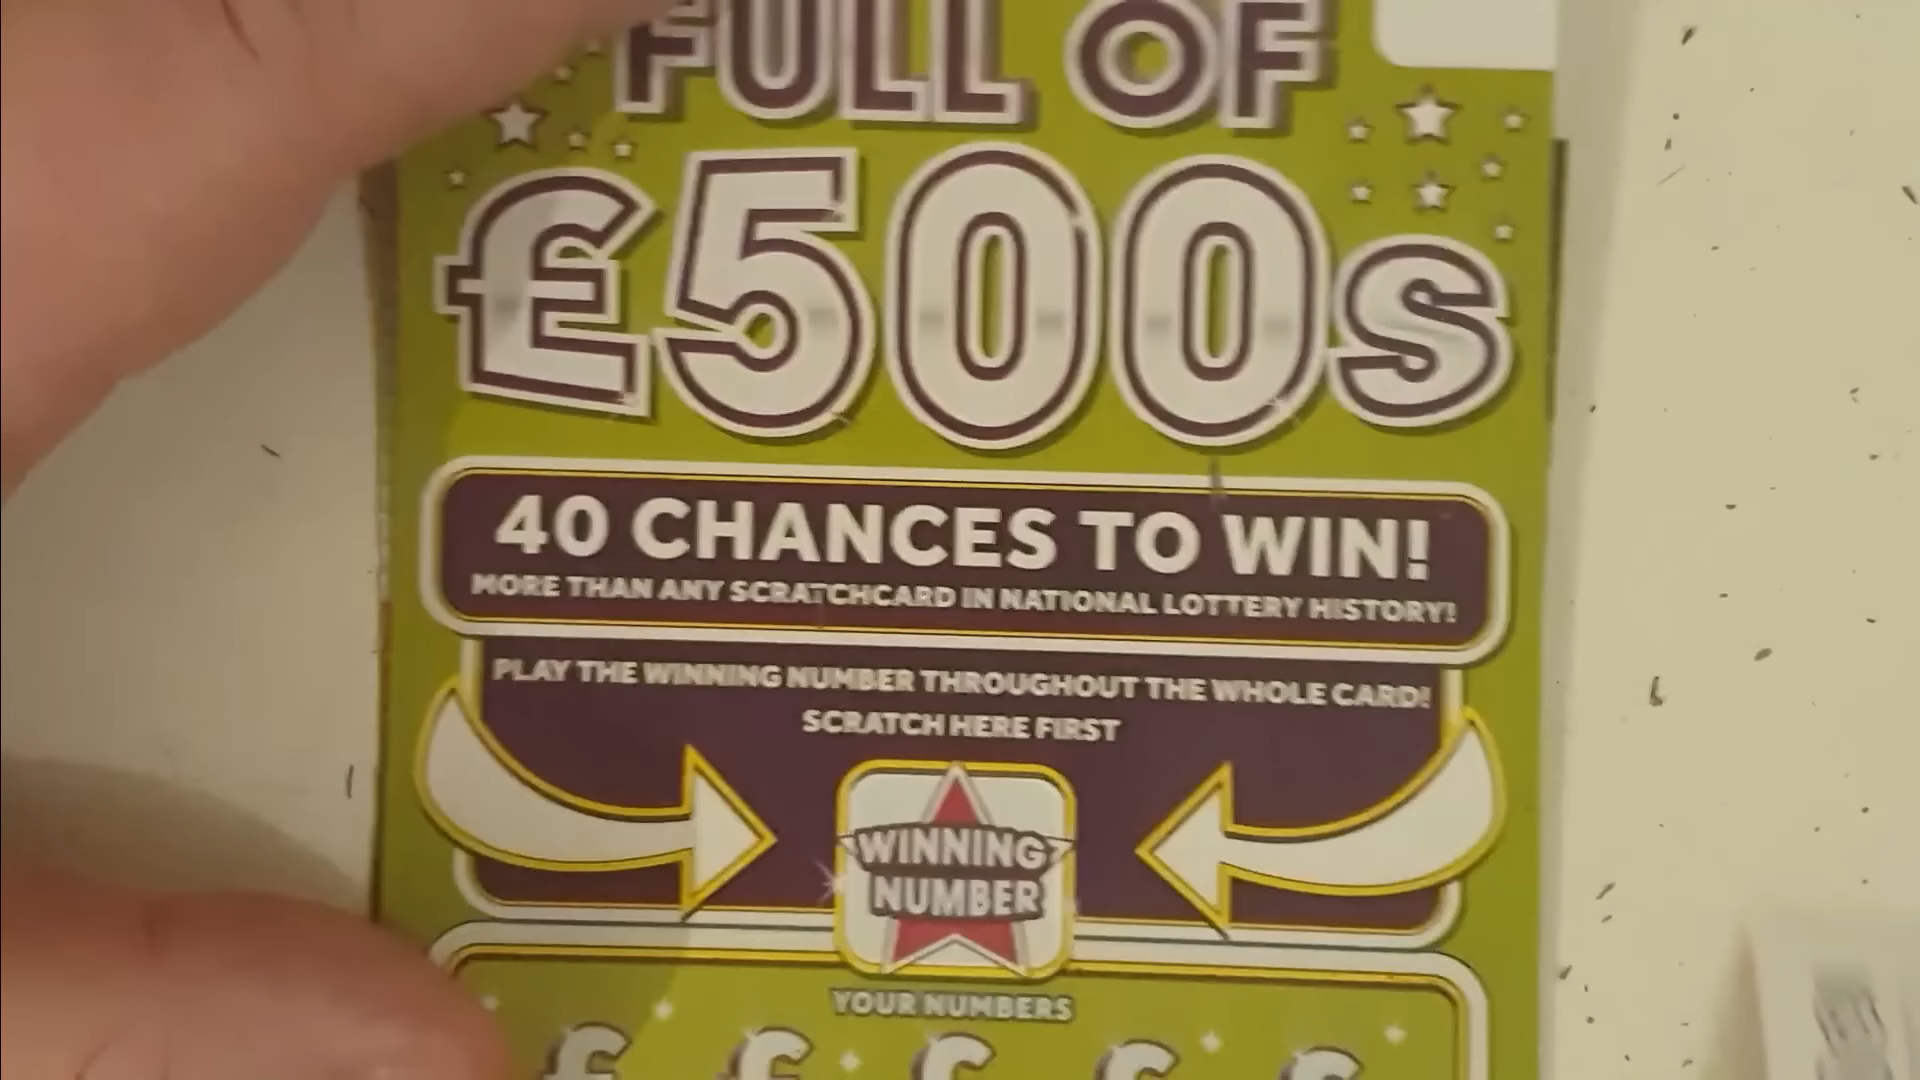 FULL OF
£500s
40 CHANCES TO WIN!
MORE THAN ANY SCRATCHCARD IN NATIONAL LOTTERY HISTORY!
PLAY THE WINNING NUMBER THROUGHOUT THE WHOLE CARD!
SCRATCH HERE FIRST
WINNING
NUMBER
YOUR NUMBERS
£ £ £ £ £